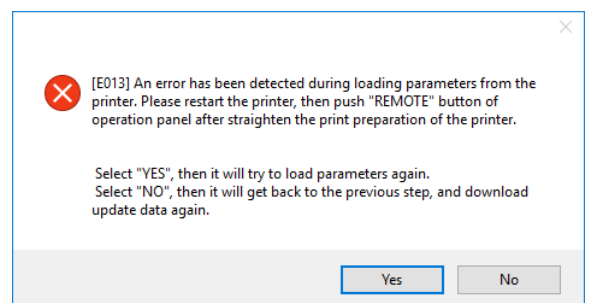 [E013] An error has been detected during loading parameters from the
printer. Please restart the printer, then push "REMOTE" button of
operation panel after straighten the print preparation of the printer.
Select "YES", then it will try to load parameters again.
Select "NO", then it will get back to the previous step, and download
update data again.
Yes
No